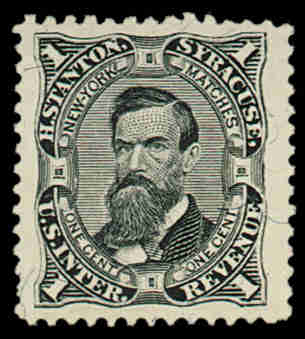 1 H.STANTON. SYRACUSE. 1
NEW-YORK MATCHES
ONE CENT ONE CENT
1 U.S.INTER. REVENUE. 1